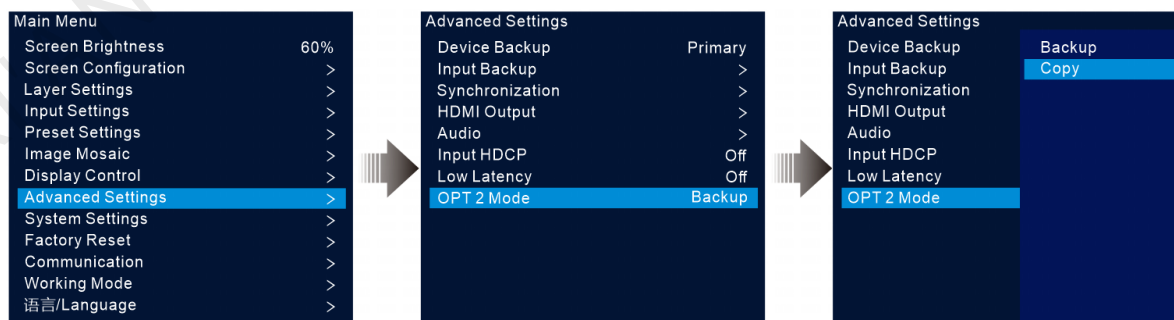 Main Menu
Screen Brightness 60%
Screen Configuration >
Layer Settings >
Input Settings >
Preset Settings >
Image Mosaic >
Display Control >
Advanced Settings >
System Settings >
Factory Reset >
Communication >
Working Mode >
语言/Language >
Advanced Settings
Device Backup Primary
Input Backup >
Synchronization >
HDMI Output >
Audio >
Input HDCP Off
Low Latency Off
OPT 2 Mode Backup
Advanced Settings
Device Backup
Input Backup
Synchronization
HDMI Output
Audio
Input HDCP
Low Latency
OPT 2 Mode
Backup
Copy